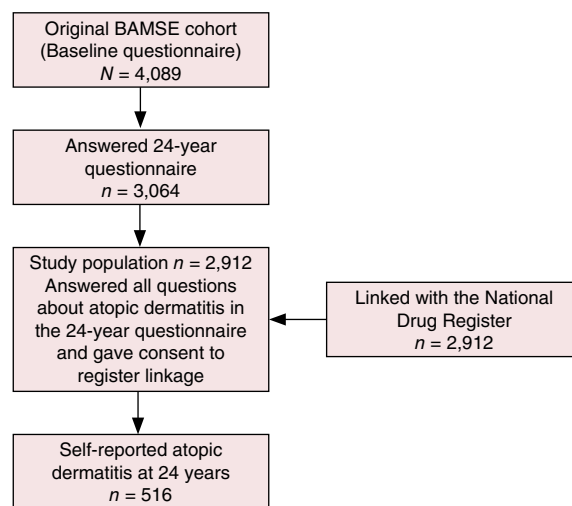 Original BAMSE cohort
(Baseline questionnaire)
N = 4,089
Answered 24-year
questionnaire
n = 3,064
Study population n = 2,912
Answered all questions
about atopic dermatitis in
the 24-year questionnaire
and gave consent to
register linkage
Linked with the National
Drug Register
n = 2,912
Self-reported atopic
dermatitis at 24 years
n = 516